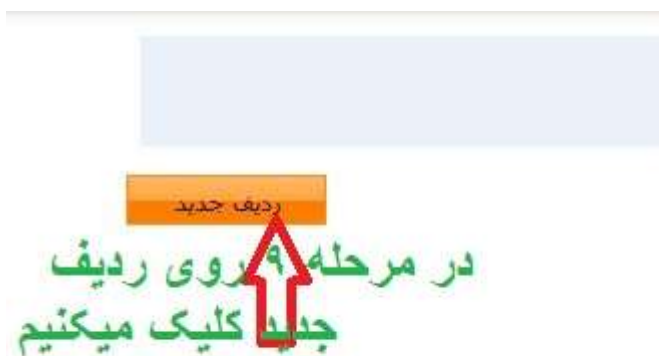 ردیف جدید
در مرحله ۹ روی ردیف
جدید کلیک میکنیم